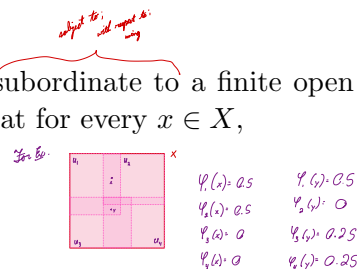 subject to;
with respect to;
using
subordinate to a finite open
at for every x ∈ X,
For Ex.
U₁ U₂ X
x
y
U₃ U₄
φ₁(x) = 0.5 φ₁(y) = 0.5
φ₂(x) = 0.5 φ₂(y) = 0
φ₃(x) = 0 φ₃(y) = 0.25
φ₄(x) = 0 φ₄(y) = 0.25